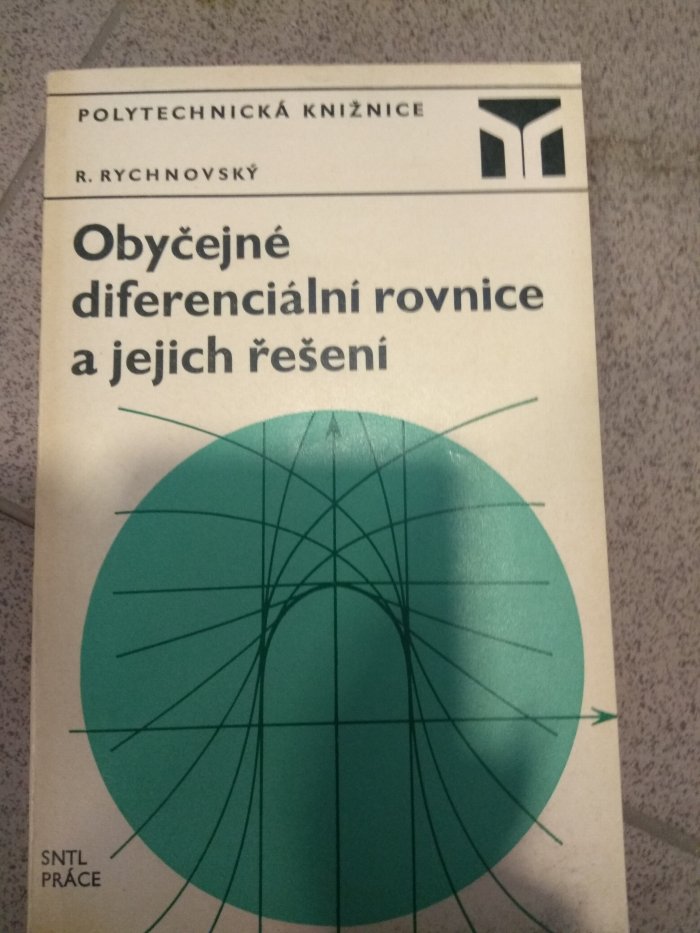 POLYTECHNICKÁ KNIŽNICE
R. RYCHNOVSKÝ
Obyčejné
diferenciální rovnice
a jejich řešení
SNTL
PRÁCE